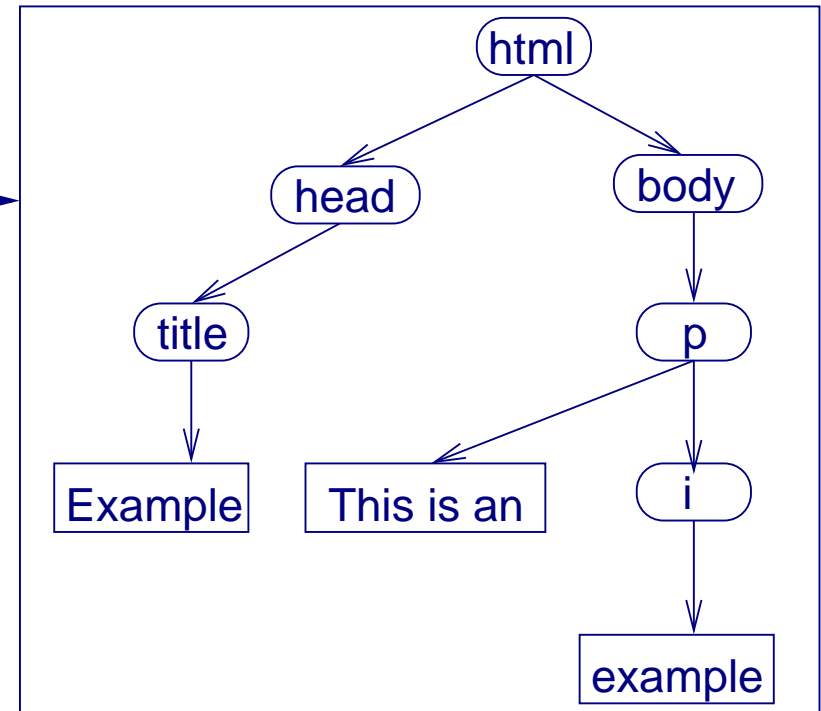 html
head
body
title
p
Example
This is an
i
example